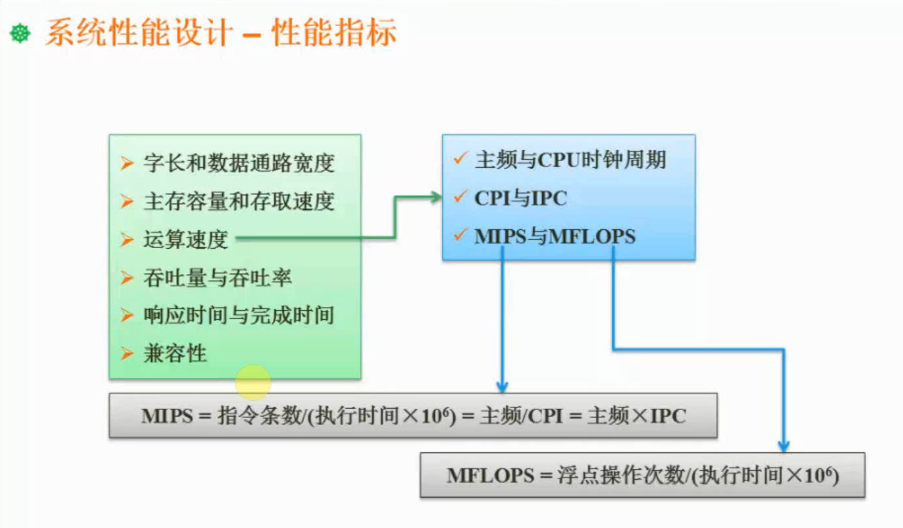 系统性能设计 – 性能指标
字长和数据通路宽度
主存容量和存取速度
运算速度
吞吐量与吞吐率
响应时间与完成时间
兼容性
主频与CPU时钟周期
CPI与IPC
MIPS与MFLOPS
MIPS = 指令条数/(执行时间×10⁶) = 主频/CPI = 主频×IPC
MFLOPS = 浮点操作次数/(执行时间×10⁶)